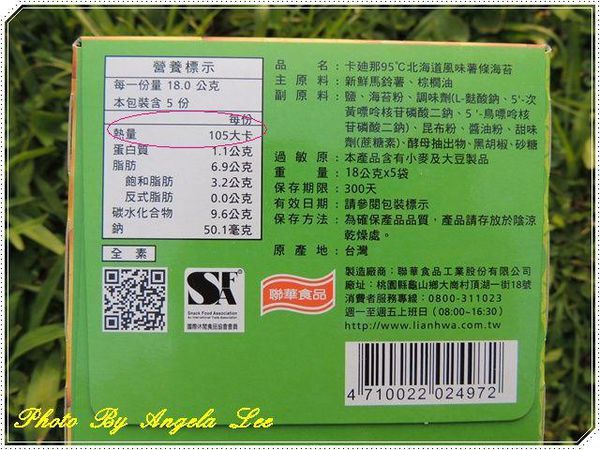 營養標示
每一份量 18.0 公克
本包裝含 5 份
每份
熱量 105大卡
蛋白質 1.1公克
脂肪 6.9公克
飽和脂肪 3.2公克
反式脂肪 0.0公克
碳水化合物 9.6公克
鈉 50.1毫克
全素
SFAA
Snack Food Association
國際休閒食品協會會員
聯華食品
品名:卡廸那95℃北海道風味薯條海苔
主原料:新鮮馬鈴薯、棕櫚油
副原料:鹽、海苔粉、調味劑(L-麩酸鈉、5'-次
黃嘌呤核苷磷酸二鈉、5'-鳥嘌呤核
苷磷酸二鈉)、昆布粉、醬油粉、甜味
劑(蔗糖素)、酵母抽出物、黑胡椒、砂糖
過敏原:本產品含有小麥及大豆製品
重量:18公克x5袋
保存期限:300天
有效日期:請參閱包裝標示
保存方法:為確保產品品質,產品請存放於陰涼
乾燥處。
原產地:台灣
製造廠商:聯華食品工業股份有限公司
廠址:桃園縣龜山鄉大崗村頂湖一街18號
消費者服務專線:0800-311023
週一至週五上班日(08:00~16:30)
http://www.lianhwa.com.tw
4 710022 024972
Photo By Angela Lee